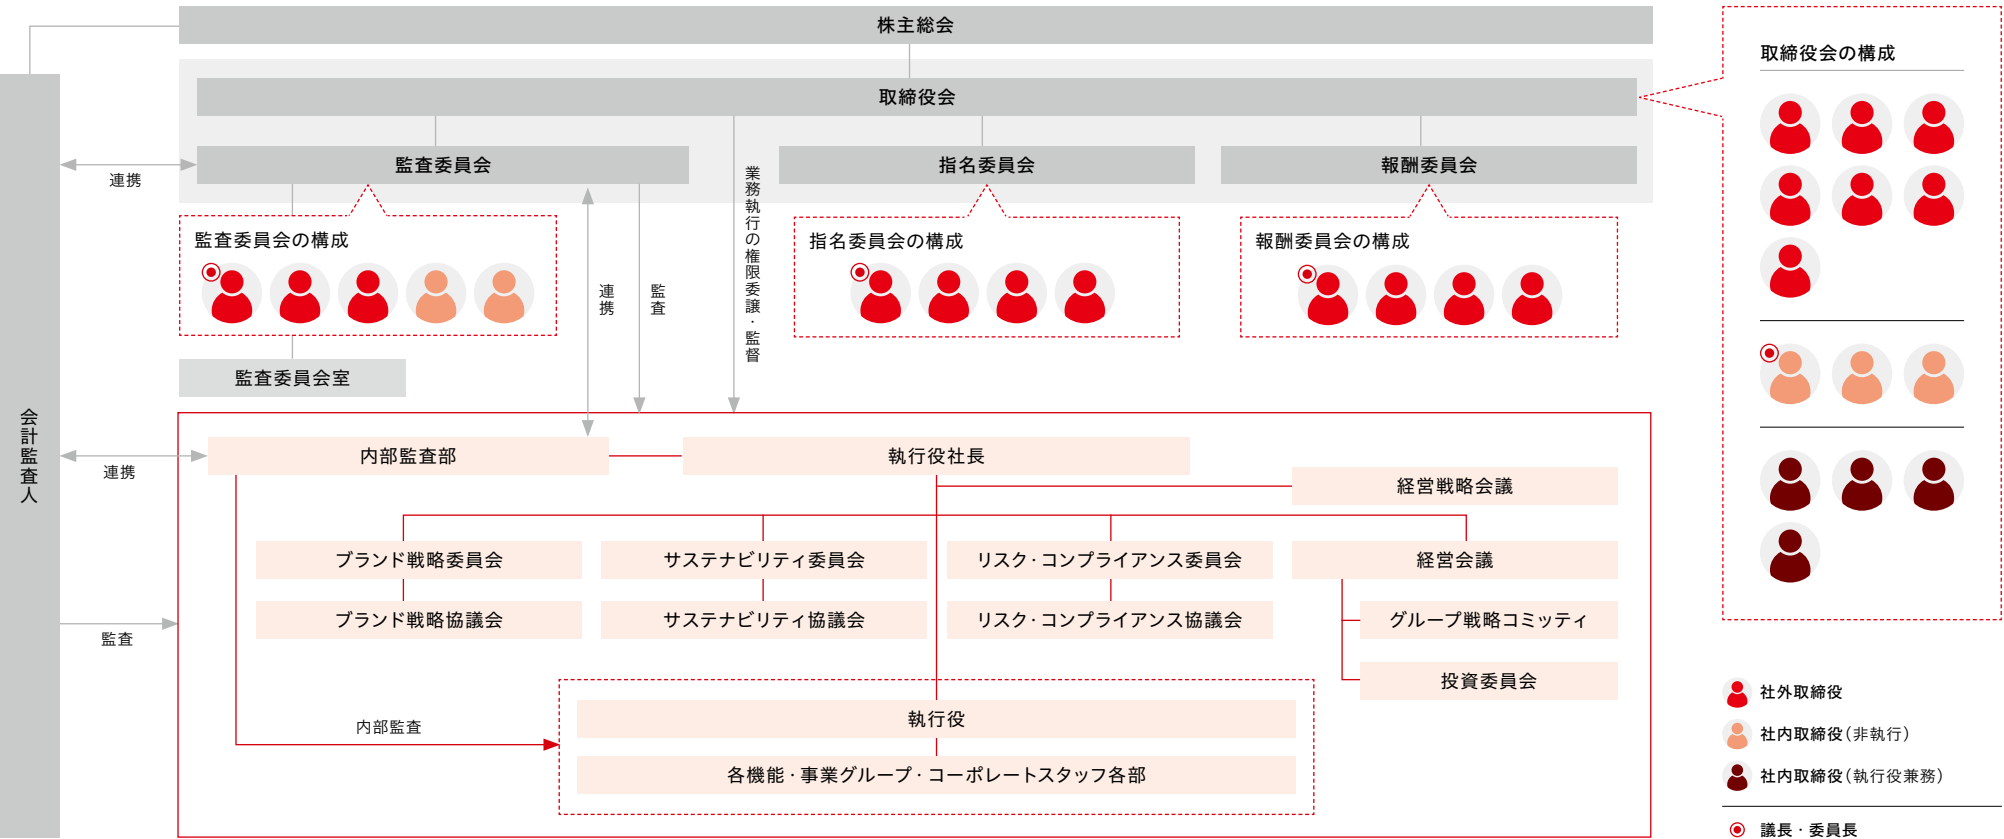 株主総会
取締役会
監査委員会
指名委員会
報酬委員会
連携
監査委員会の構成
指名委員会の構成
報酬委員会の構成
連携
監査
業務執行の権限委譲・監督
監査委員会室
会計監査人
内部監査部
執行役社長
連携
経営戦略会議
ブランド戦略委員会
サステナビリティ委員会
リスク・コンプライアンス委員会
経営会議
ブランド戦略協議会
サステナビリティ協議会
リスク・コンプライアンス協議会
グループ戦略コミッティ
監査
投資委員会
内部監査
執行役
各機能・事業グループ・コーポレートスタッフ各部
取締役会の構成
社外取締役
社内取締役（非執行）
社内取締役（執行役兼務）
議長・委員長